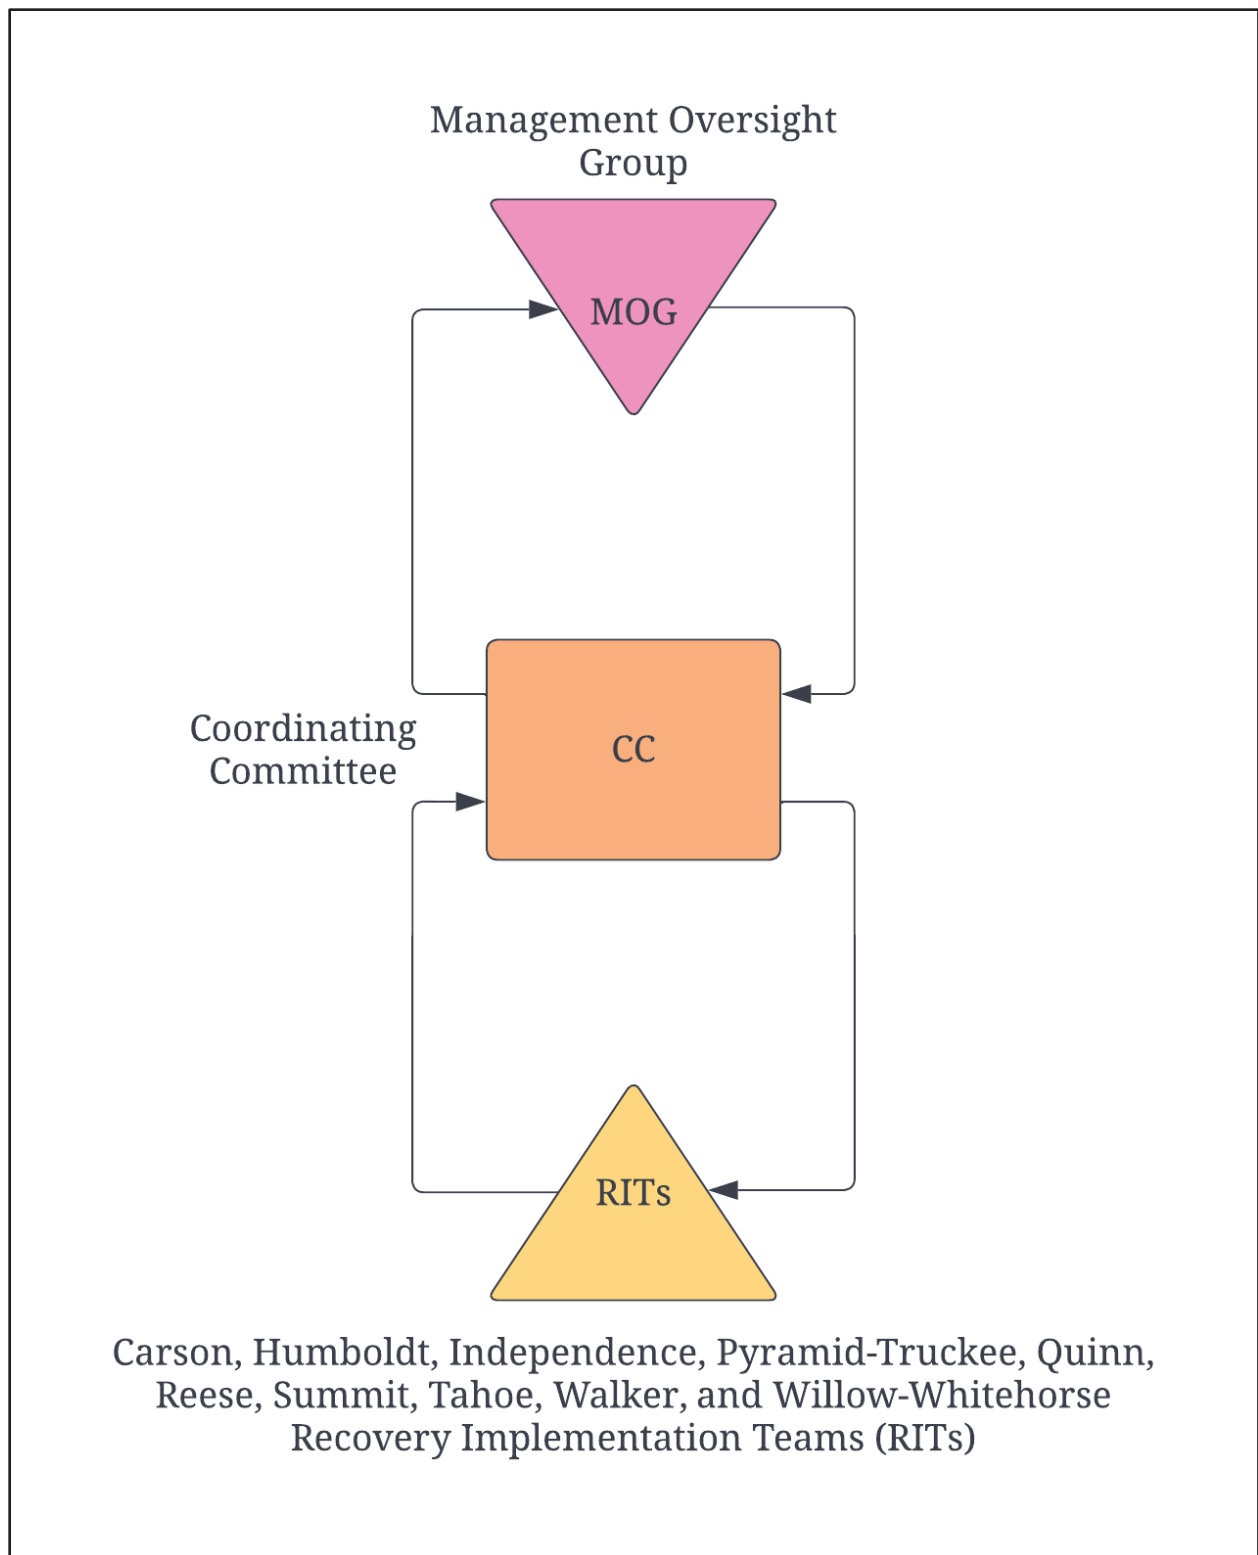 Management Oversight
Group
MOG
Coordinating
Committee
CC
RITs
Carson, Humboldt, Independence, Pyramid-Truckee, Quinn,
Reese, Summit, Tahoe, Walker, and Willow-Whitehorse
Recovery Implementation Teams (RITs)